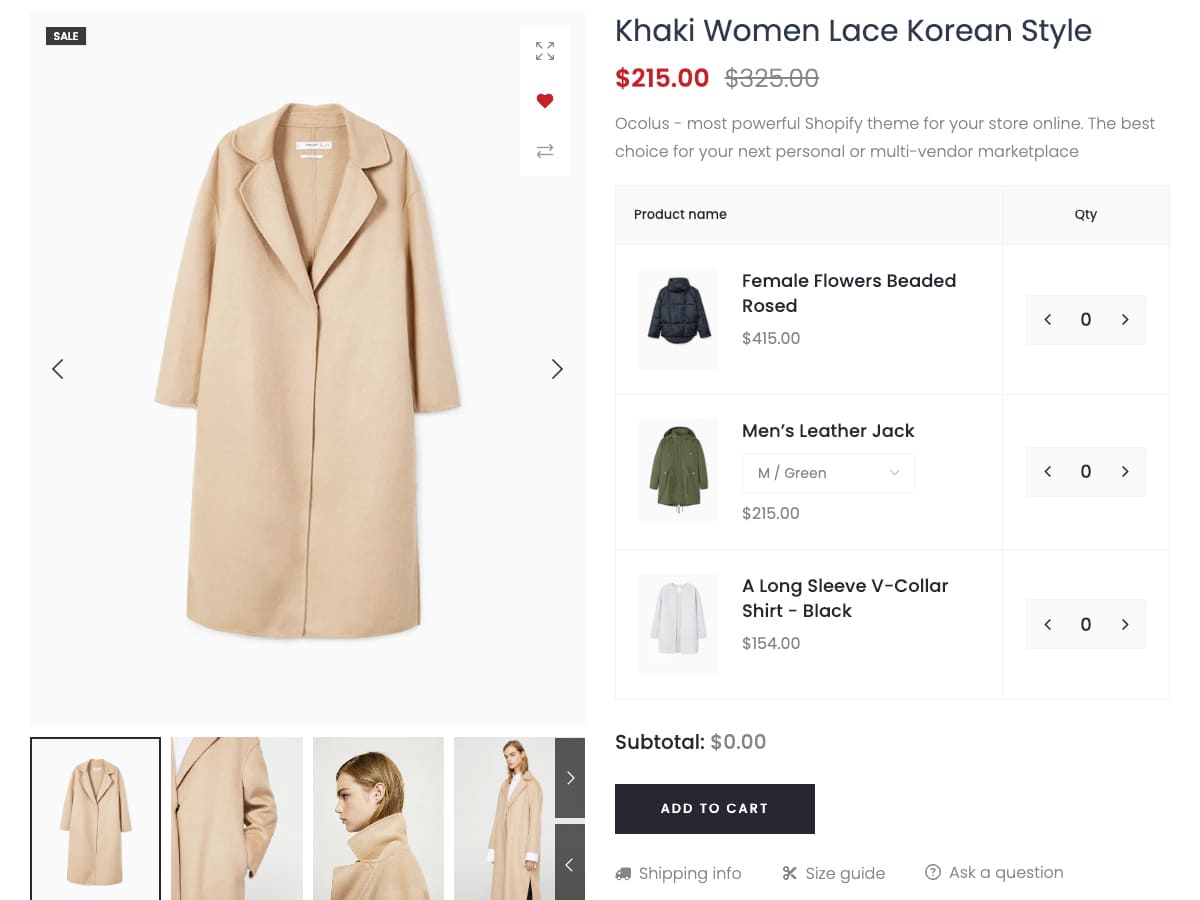 SALE
Khaki Women Lace Korean Style
$215.00 $325.00
Ocolus - most powerful Shopify theme for your store online. The best
choice for your next personal or multi-vendor marketplace
Product name
Qty
Female Flowers Beaded
Rosed
$415.00
0
Men’s Leather Jack
M / Green
$215.00
0
A Long Sleeve V-Collar
Shirt - Black
$154.00
0
Subtotal: $0.00
ADD TO CART
Shipping info
Size guide
Ask a question